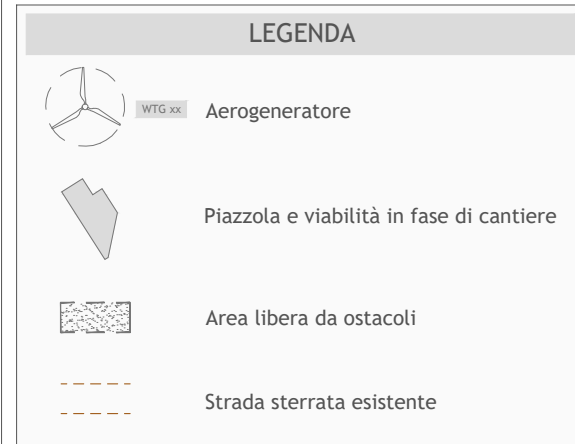 LEGENDA
WTG xx
Aerogeneratore
Piazzola e viabilità in fase di cantiere
Area libera da ostacoli
Strada sterrata esistente